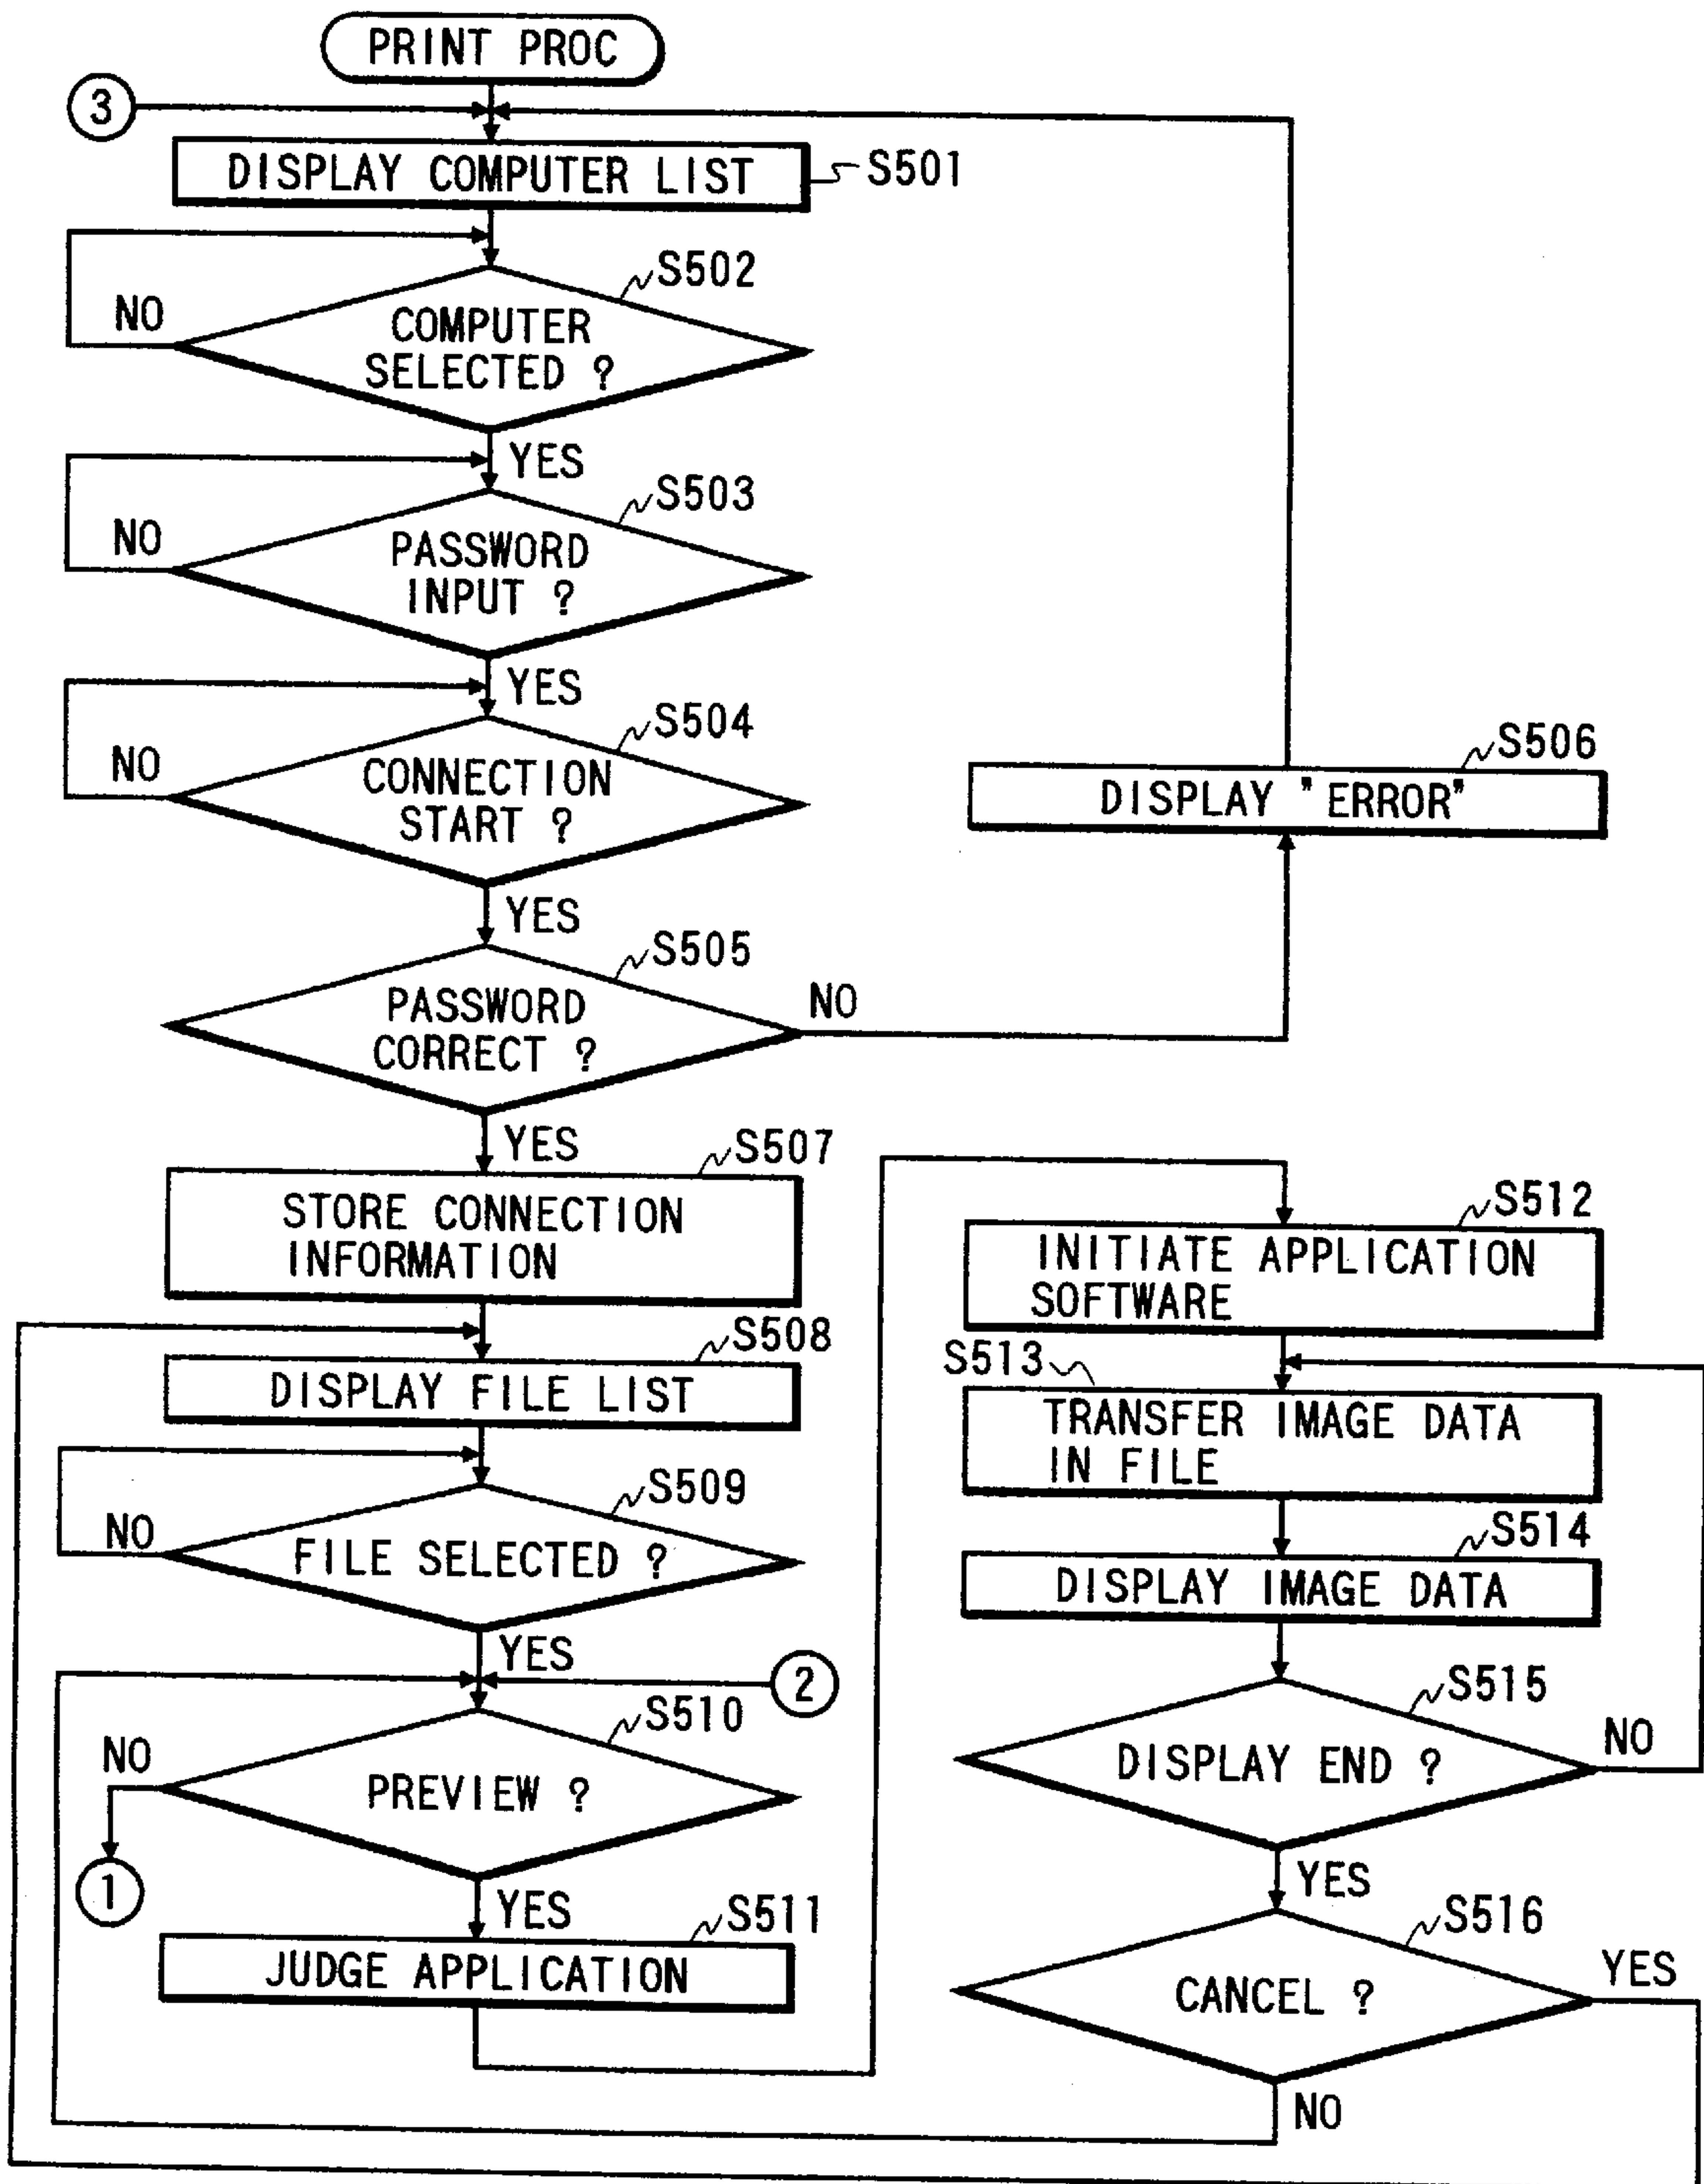 PRINT PROC
3
DISPLAY COMPUTER LIST
S501
S502
NO
COMPUTER
SELECTED ?
YES
S503
NO
PASSWORD
INPUT ?
YES
S504
NO
CONNECTION
START ?
YES
S505
PASSWORD
CORRECT ?
NO
S506
DISPLAY "ERROR"
YES
S507
STORE CONNECTION
INFORMATION
S508
DISPLAY FILE LIST
S509
NO
FILE SELECTED ?
YES
2
S510
NO
PREVIEW ?
1
YES
S511
JUDGE APPLICATION
S512
INITIATE APPLICATION
SOFTWARE
S513
TRANSFER IMAGE DATA
IN FILE
S514
DISPLAY IMAGE DATA
S515
DISPLAY END ?
NO
YES
S516
CANCEL ?
YES
NO